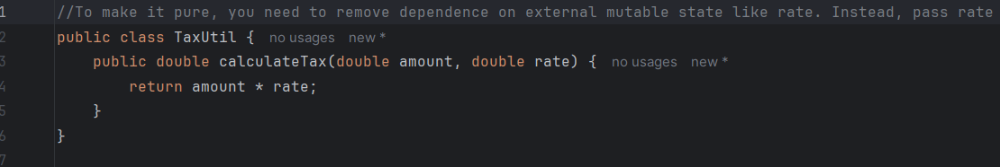 1 //To make it pure, you need to remove dependence on external mutable state like rate. Instead, pass rate
2 public class TaxUtil { no usages new *
3 public double calculateTax(double amount, double rate) { no usages new *
4 return amount * rate;
5 }
6 }
7